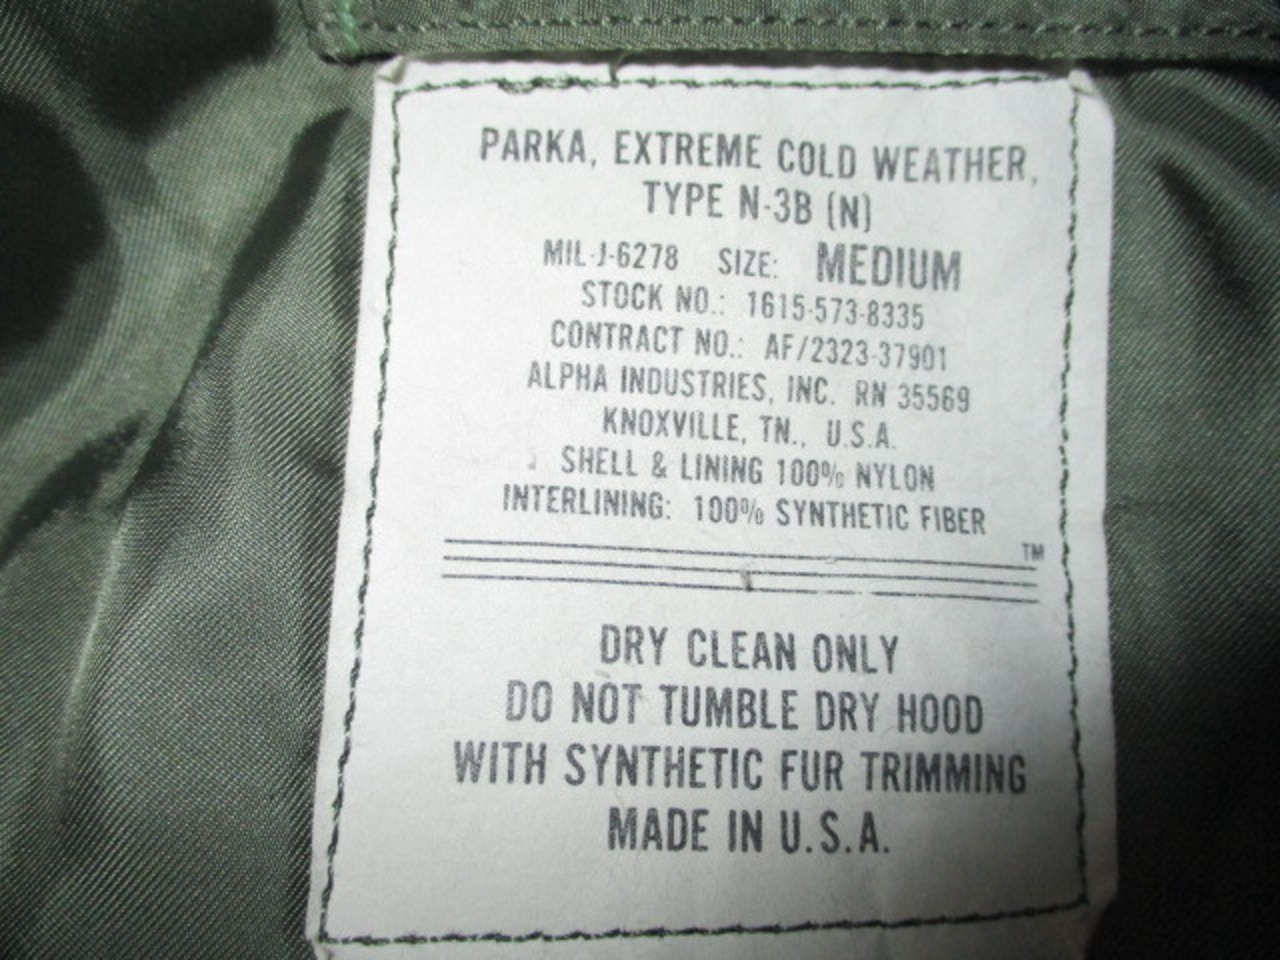 PARKA, EXTREME COLD WEATHER,
TYPE N-3B (N)
MIL-J-6278 SIZE: MEDIUM
STOCK NO.: 1615-573-8335
CONTRACT NO.: AF/2323-37901
ALPHA INDUSTRIES, INC. RN 35569
KNOXVILLE, TN., U.S.A.
SHELL & LINING 100% NYLON
INTERLINING: 100% SYNTHETIC FIBER
TM
DRY CLEAN ONLY
DO NOT TUMBLE DRY HOOD
WITH SYNTHETIC FUR TRIMMING
MADE IN U.S.A.